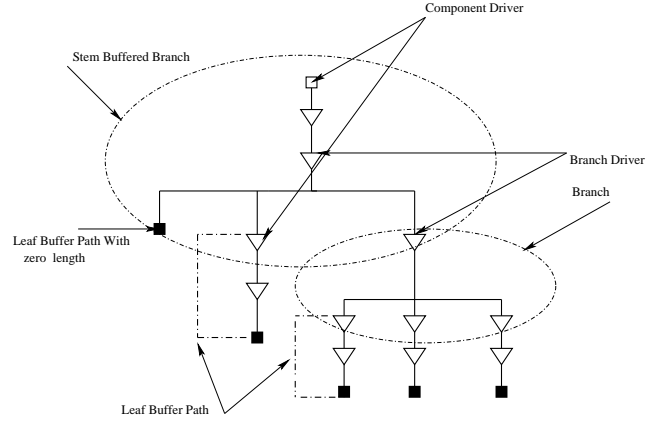 Component Driver
Stem Buffered Branch
Branch Driver
Branch
Leaf Buffer Path With
zero length
Leaf Buffer Path